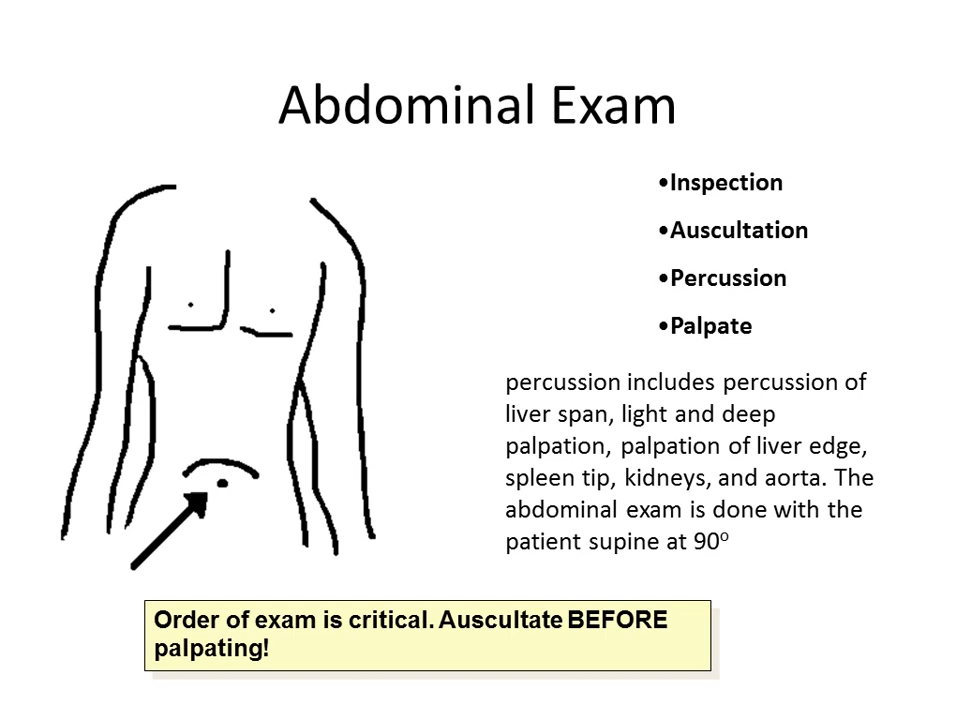 Abdominal Exam
•Inspection
•Auscultation
•Percussion
•Palpate
percussion includes percussion of
liver span, light and deep
palpation, palpation of liver edge,
spleen tip, kidneys, and aorta. The
abdominal exam is done with the
patient supine at 90º
Order of exam is critical. Auscultate BEFORE
palpating!